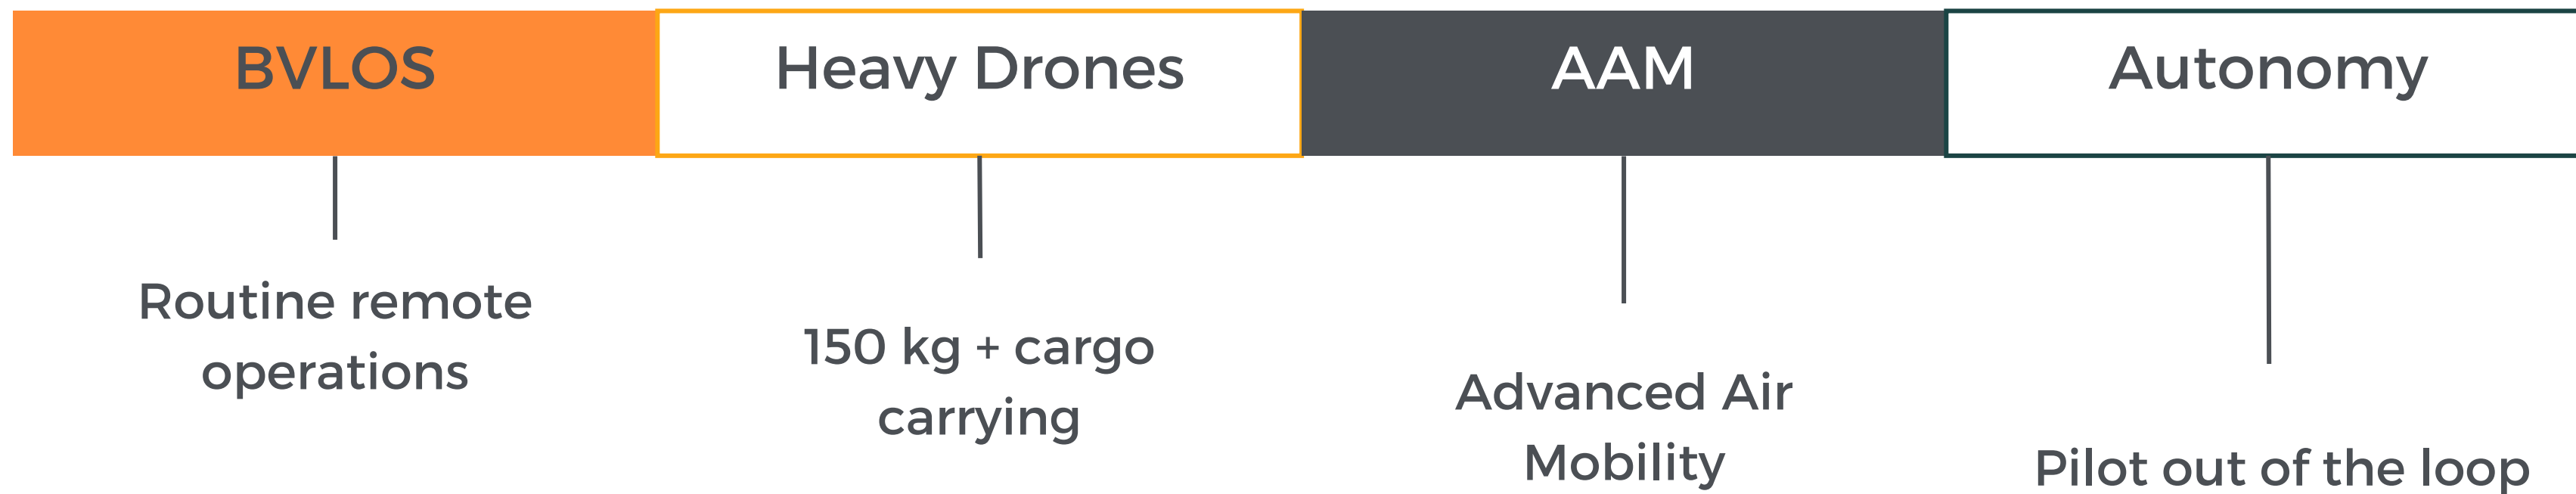 BVLOS
Heavy Drones
AAM
Autonomy
Routine remote
operations
150 kg + cargo
carrying
Advanced Air
Mobility
Pilot out of the loop